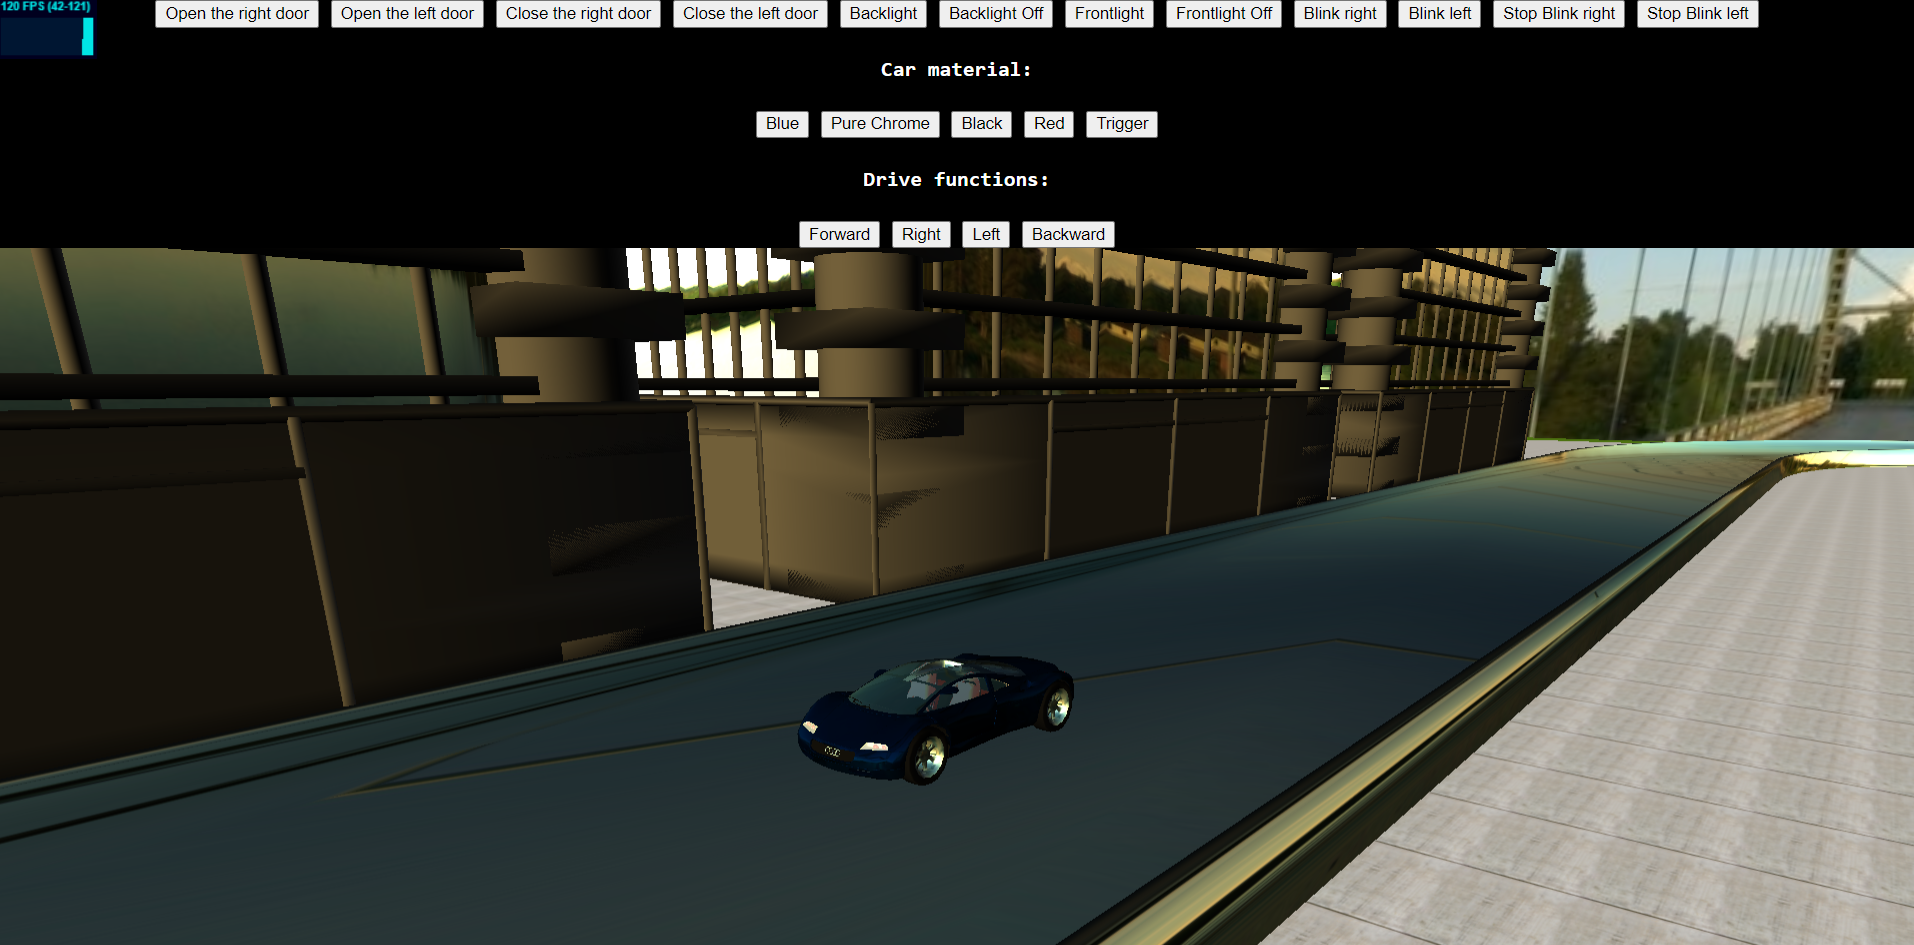 120 FPS (42-121)
Open the right door Open the left door Close the right door Close the left door Backlight Backlight Off Frontlight Frontlight Off Blink right Blink left Stop Blink right Stop Blink left
Car material:
Blue Pure Chrome Black Red Trigger
Drive functions:
Forward Right Left Backward